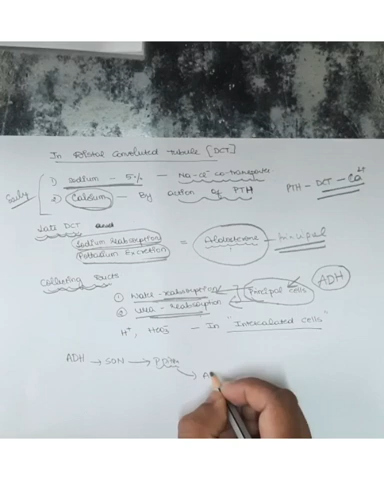 In Distal convoluted tubule [DCT]
Early
1) Sodium - 5% - Na-Cl⁻ co-transporter
2) Calcium - By action of PTH
PTH - DCT - Ca²⁺
Late DCT and
Sodium Reabsorption
Potassium Excretion
= Aldosterone - Principal
Collecting Ducts
① Water-reabsorption
② Urea - Reabsorption
Principal cells
ADH
H⁺, HCO₃⁻ - In "Intercalated cells"
ADH → SON →
→ A